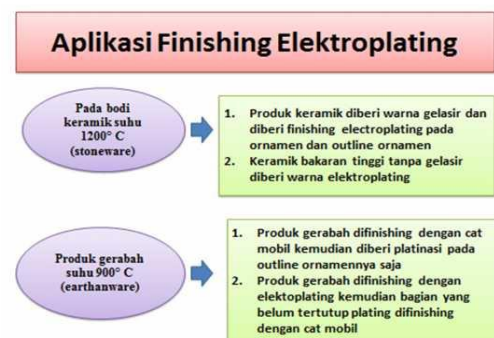 Aplikasi Finishing Elektroplating
Pada bodi
keramik suhu
1200° C
(stoneware)
1. Produk keramik diberi warna gelasir dan
diberi finishing electroplating pada
ornamen dan outline ornamen
2. Keramik bakaran tinggi tanpa gelasir
diberi warna elektroplating
Produk gerabah
suhu 900° C
(earthanware)
1. Produk gerabah difinishing dengan cat
mobil kemudian diberi platinasi pada
outline ornamennya saja
2. Produk gerabah difinishing dengan
elektoplating kemudian bagian yang
belum tertutup plating difinishing
dengan cat mobil